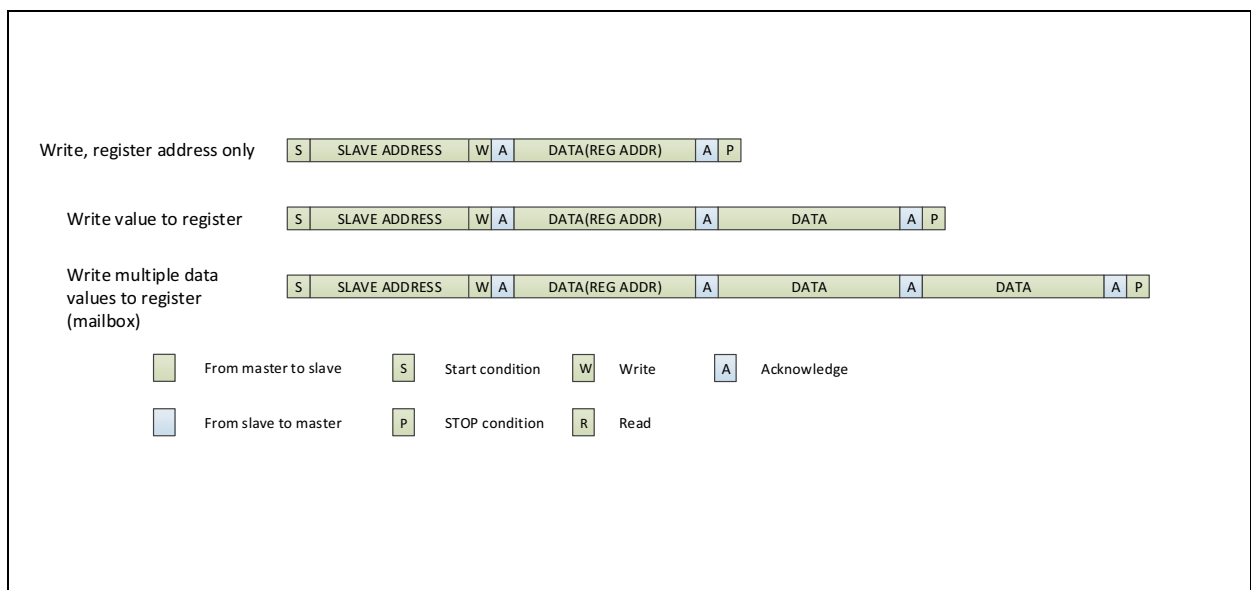 Write, register address only S SLAVE ADDRESS W A DATA(REG ADDR) A P
Write value to register S SLAVE ADDRESS W A DATA(REG ADDR) A DATA A P
Write multiple data
values to register
(mailbox)
S SLAVE ADDRESS W A DATA(REG ADDR) A DATA A DATA A P
From master to slave S Start condition W Write A Acknowledge
From slave to master P STOP condition R Read